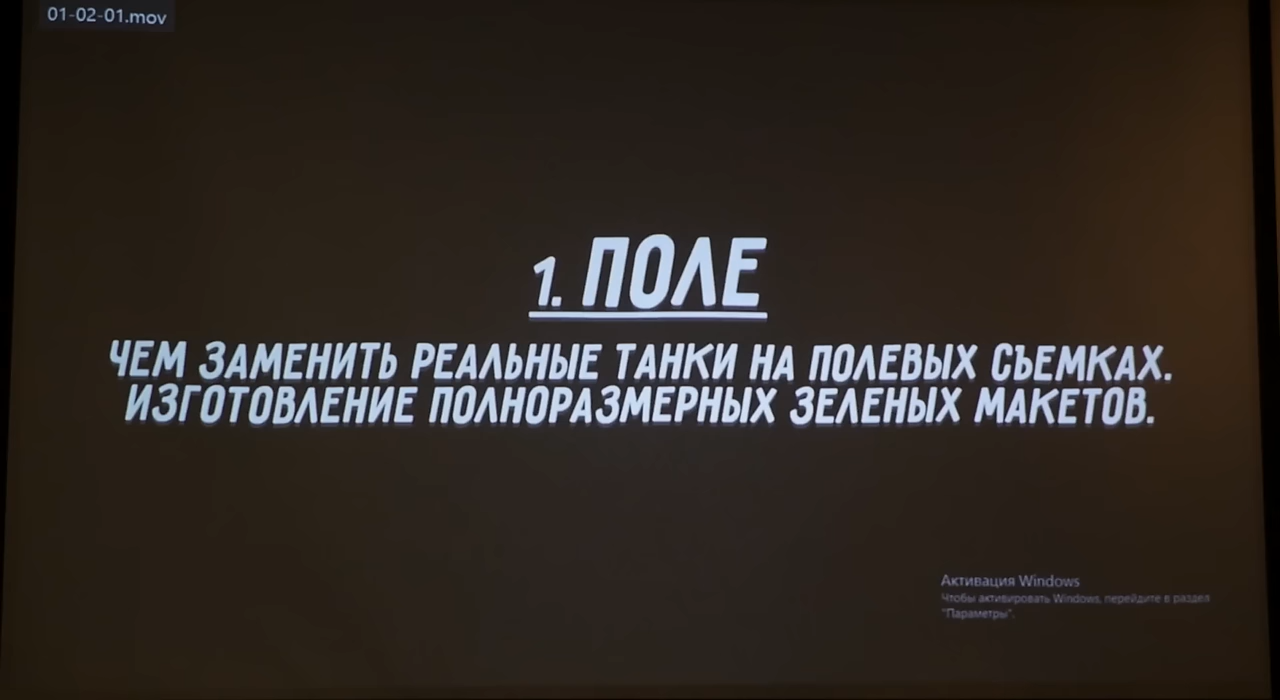 01-02-01.mov
1. ПОЛЕ
ЧЕМ ЗАМЕНИТЬ РЕАЛЬНЫЕ ТАНКИ НА ПОЛЕВЫХ СЪЕМКАХ.
ИЗГОТОВЛЕНИЕ ПОЛНОРАЗМЕРНЫХ ЗЕЛЕНЫХ МАКЕТОВ.
Активация Windows
Чтобы активировать Windows, перейдите в раздел
"Параметры".